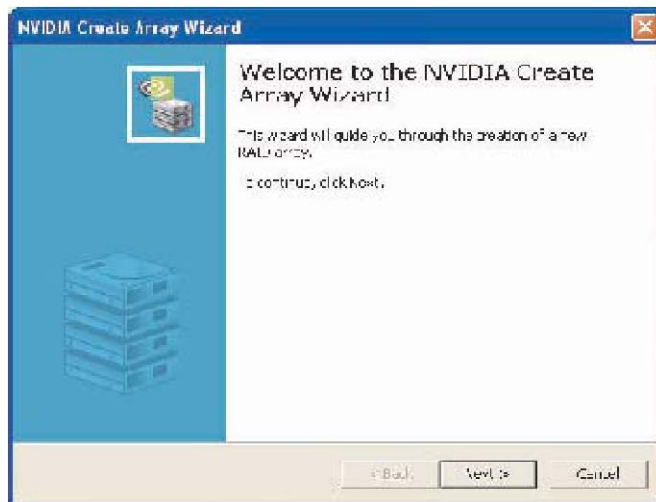 NVIDIA Create Array Wizard
Welcome to the NVIDIA Create
Array Wizard
This wizard will guide you through the creation of a new
RAID array.
To continue, click Next.
< Back
Next >
Cancel